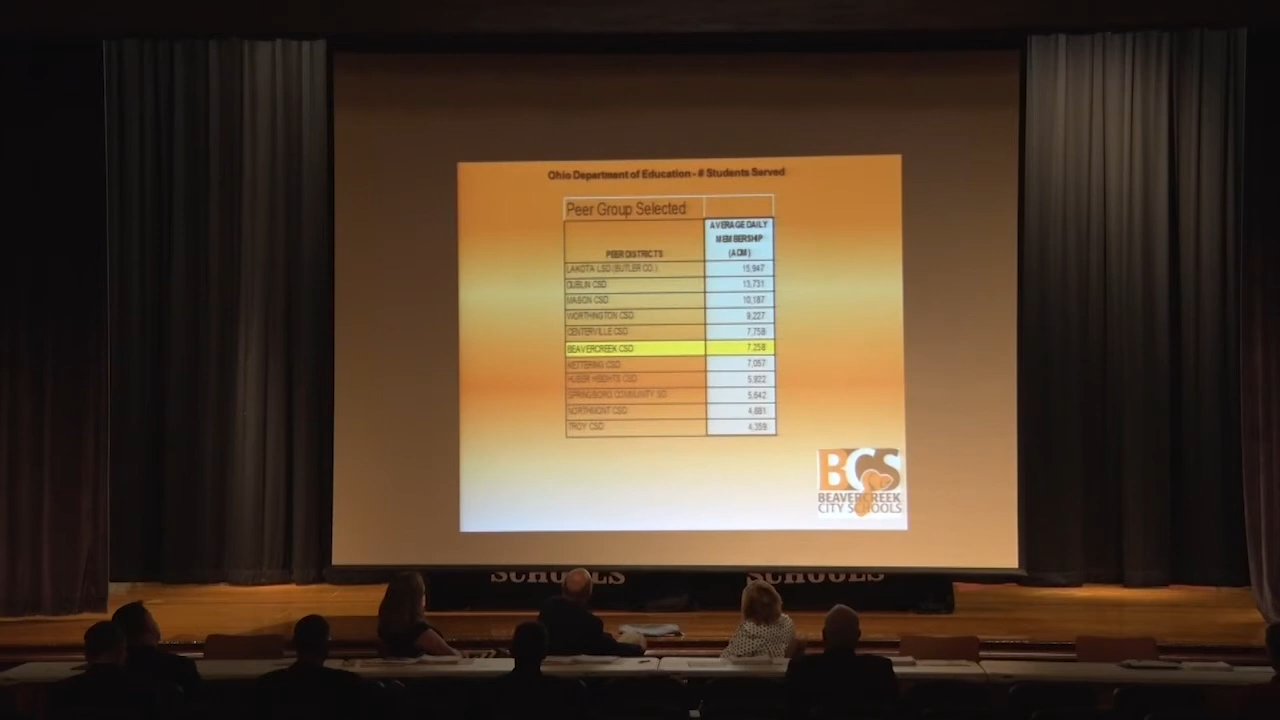 Ohio Department of Education - # Students Served
Peer Group Selected
AVERAGE DAILY
MEMBERSHIP
PEER DISTRICTS (ADM)
LAKOTA LSD (BUTLER CO.) 15,947
DUBLIN CSD 13,731
MASON CSD 10,187
WORTHINGTON CSD 9,227
CENTERVILLE CSD 7,758
BEAVERCREEK CSD 7,258
KETTERING CSD 7,057
HUBER HEIGHTS CSD 5,822
SPRINGBORO COMMUNITY SD 5,642
NORTHMONT CSD 4,881
TROY CSD 4,359
BCS
BEAVERCREEK
CITY SCHOOLS
SCHOOLS SCHOOLS